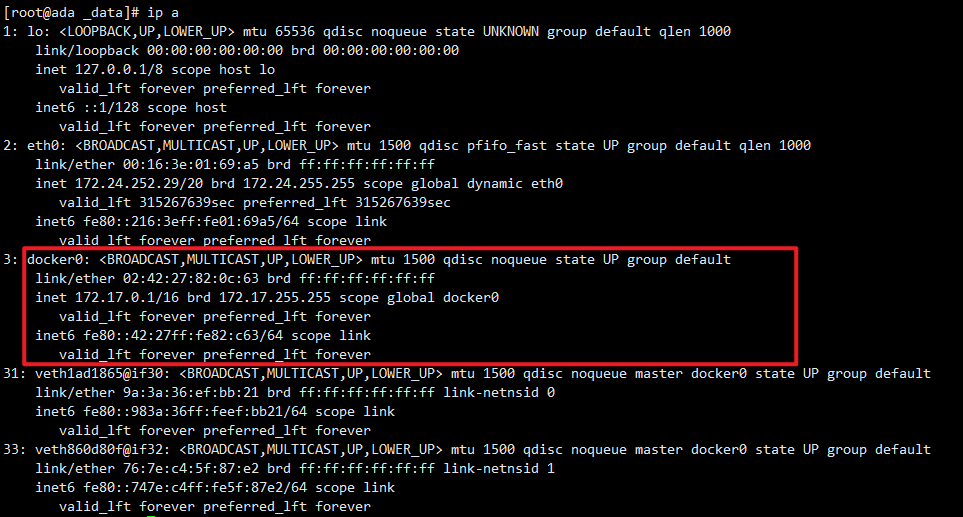 [root@ada _data]# ip a
1: lo: <LOOPBACK,UP,LOWER_UP> mtu 65536 qdisc noqueue state UNKNOWN group default qlen 1000
    link/loopback 00:00:00:00:00:00 brd 00:00:00:00:00:00
    inet 127.0.0.1/8 scope host lo
       valid_lft forever preferred_lft forever
    inet6 ::1/128 scope host
       valid_lft forever preferred_lft forever
2: eth0: <BROADCAST,MULTICAST,UP,LOWER_UP> mtu 1500 qdisc pfifo_fast state UP group default qlen 1000
    link/ether 00:16:3e:01:69:a5 brd ff:ff:ff:ff:ff:ff
    inet 172.24.252.29/20 brd 172.24.255.255 scope global dynamic eth0
       valid_lft 315267639sec preferred_lft 315267639sec
    inet6 fe80::216:3eff:fe01:69a5/64 scope link
       valid_lft forever preferred_lft forever
3: docker0: <BROADCAST,MULTICAST,UP,LOWER_UP> mtu 1500 qdisc noqueue state UP group default
    link/ether 02:42:27:82:0c:63 brd ff:ff:ff:ff:ff:ff
    inet 172.17.0.1/16 brd 172.17.255.255 scope global docker0
       valid_lft forever preferred_lft forever
    inet6 fe80::42:27ff:fe82:c63/64 scope link
       valid_lft forever preferred_lft forever
31: veth1ad1865@if30: <BROADCAST,MULTICAST,UP,LOWER_UP> mtu 1500 qdisc noqueue master docker0 state UP group default
    link/ether 9a:3a:36:ef:bb:21 brd ff:ff:ff:ff:ff:ff link-netnsid 0
    inet6 fe80::983a:36ff:feef:bb21/64 scope link
       valid_lft forever preferred_lft forever
33: veth860d80f@if32: <BROADCAST,MULTICAST,UP,LOWER_UP> mtu 1500 qdisc noqueue master docker0 state UP group default
    link/ether 76:7e:c4:5f:87:e2 brd ff:ff:ff:ff:ff:ff link-netnsid 1
    inet6 fe80::747e:c4ff:fe5f:87e2/64 scope link
       valid_lft forever preferred_lft forever